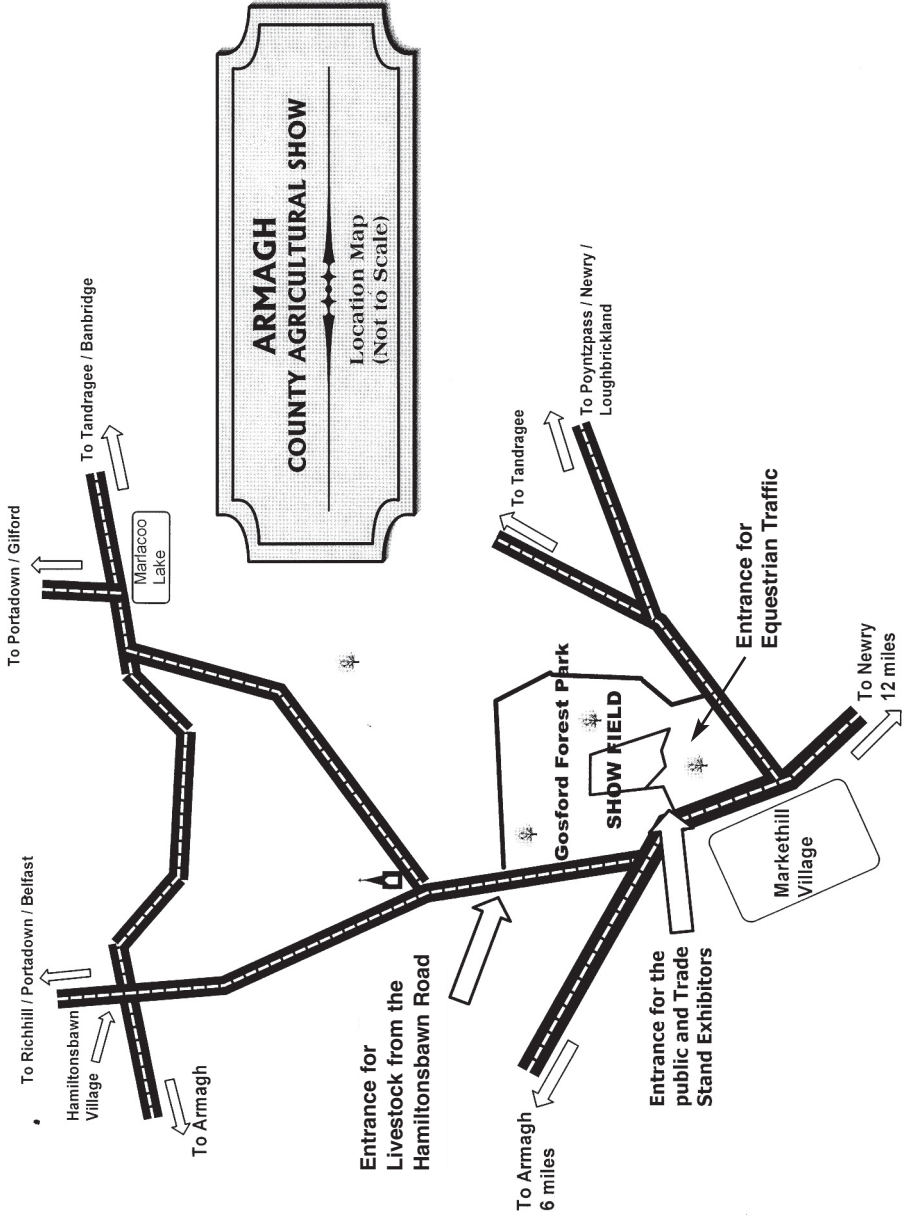 ARMAGH
COUNTY AGRICULTURAL SHOW
Location Map
(Not to Scale)
To Richhill / Portadown / Belfast
To Portadown / Gilford
To Tandragee / Banbridge
Hamiltonsbawn
Village
Marlacoo
Lake
To Armagh
Entrance for
Livestock from the
Hamiltonsbawn Road
Gosford Forest Park
SHOW FIELD
To Tandragee
To Poyntzpass / Newry /
Loughbrickland
To Armagh
6 miles
Entrance for the
public and Trade
Stand Exhibitors
Entrance for
Equestrian Traffic
Markethill
Village
To Newry
12 miles